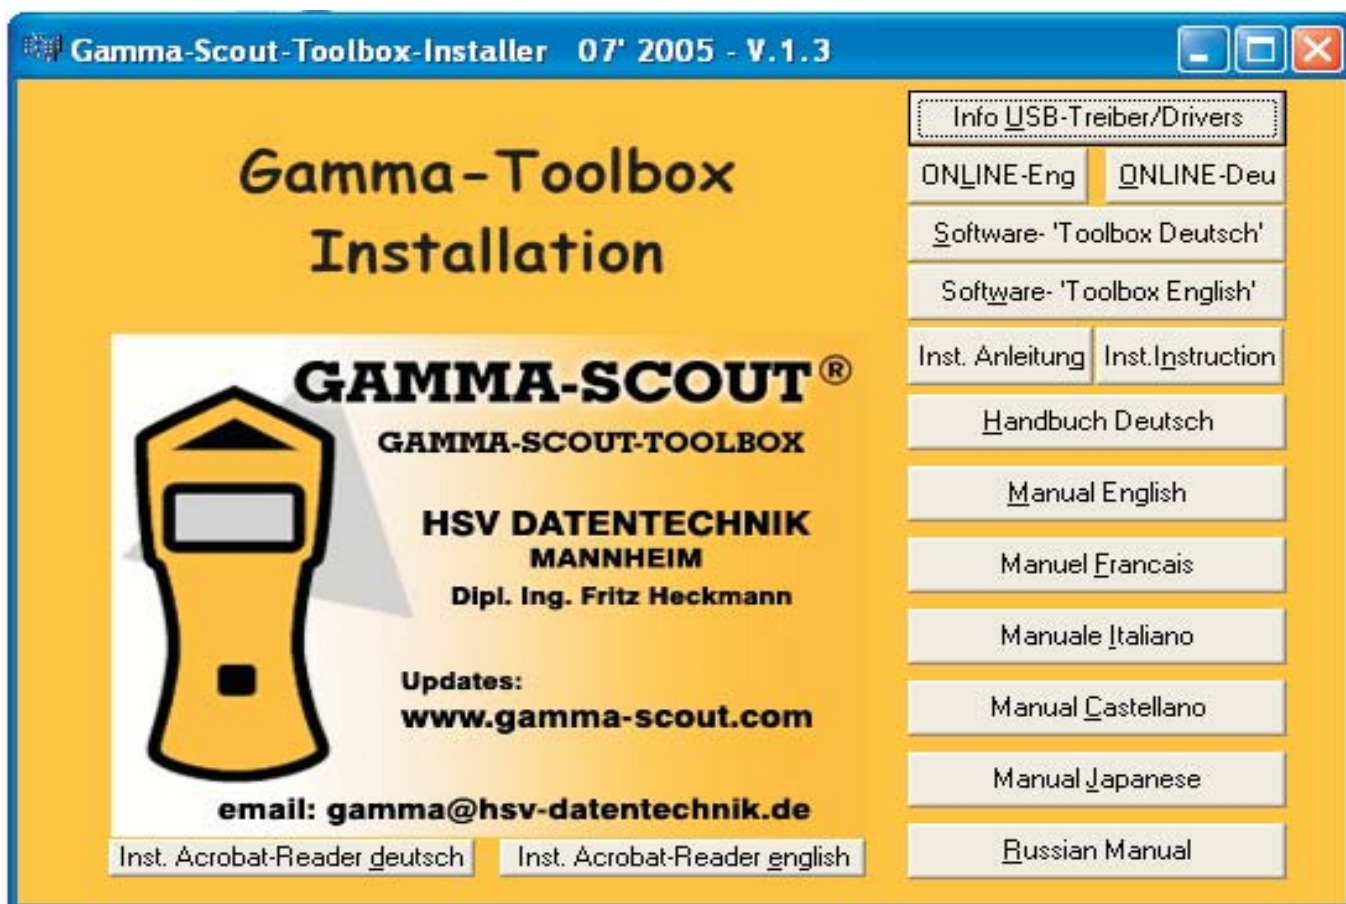 Gamma-Scout-Toolbox-Installer 07' 2005 - V.1.3
Gamma-Toolbox
Installation
GAMMA-SCOUT®
GAMMA-SCOUT-TOOLBOX
HSV DATENTECHNIK
MANNHEIM
Dipl. Ing. Fritz Heckmann
Updates:
www.gamma-scout.com
email: gamma@hsv-datentechnik.de
Inst. Acrobat-Reader deutsch
Inst. Acrobat-Reader english
Info USB-Treiber/Drivers
ONLINE-Eng
ONLINE-Deu
Software- 'Toolbox Deutsch'
Software- 'Toolbox English'
Inst. Anleitung
Inst.Instruction
Handbuch Deutsch
Manual English
Manuel Francais
Manuale Italiano
Manual Castellano
Manual Japanese
Russian Manual